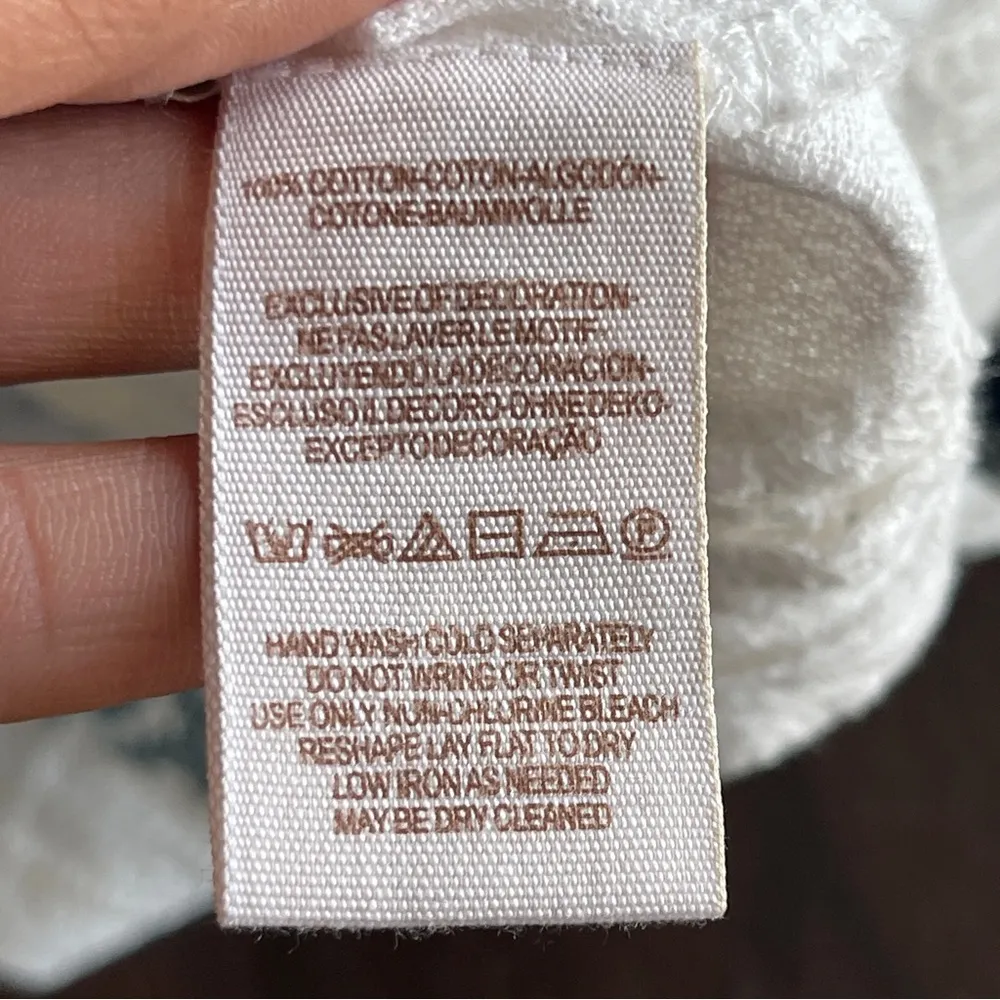 100% COTTON-COTON-ALGODÓN-
COTONE-BAUMWOLLE
EXCLUSIVE OF DECORATION-
NE PAS LAVER LE MOTIF
EXCLUYENDO LA DECORACIÓN-
ESCLUSO IL DECORO-OHNE DEKO
EXCEPTO DECORAÇÃO
P
HAND WASH COLD SEPARATELY
DO NOT WRING OR TWIST
USE ONLY NON-CHLORINE BLEACH
RESHAPE LAY FLAT TO DRY
LOW IRON AS NEEDED
MAY BE DRY CLEANED